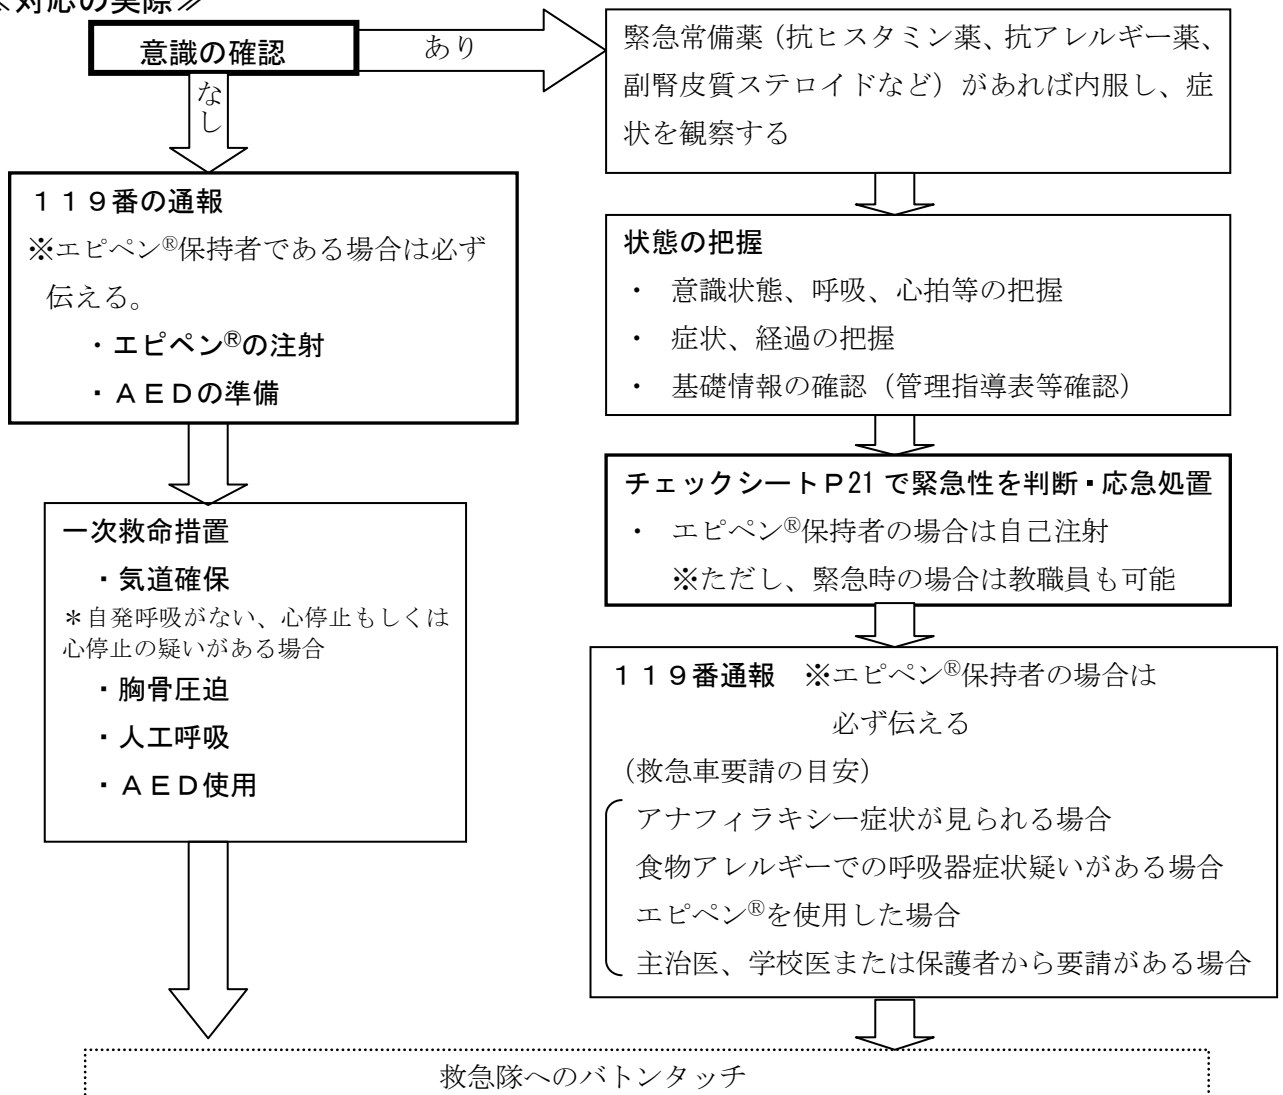 ≪対応の実際≫
意識の確認
あり
なし
緊急常備薬（抗ヒスタミン薬、抗アレルギー薬、
副腎皮質ステロイドなど）があれば内服し、症
状を観察する
１１９番の通報
※エピペン®保持者である場合は必ず
伝える。
・エピペン®の注射
・ＡＥＤの準備
状態の把握
・ 意識状態、呼吸、心拍等の把握
・ 症状、経過の把握
・ 基礎情報の確認（管理指導表等確認）
チェックシートＰ21で緊急性を判断・応急処置
・ エピペン®保持者の場合は自己注射
※ただし、緊急時の場合は教職員も可能
一次救命措置
・気道確保
＊自発呼吸がない、心停止もしくは
心停止の疑いがある場合
・胸骨圧迫
・人工呼吸
・ＡＥＤ使用
１１９番通報 ※エピペン®保持者の場合は
必ず伝える
（救急車要請の目安）
アナフィラキシー症状が見られる場合
食物アレルギーでの呼吸器症状疑いがある場合
エピペン®を使用した場合
主治医、学校医または保護者から要請がある場合
救急隊へのバトンタッチ